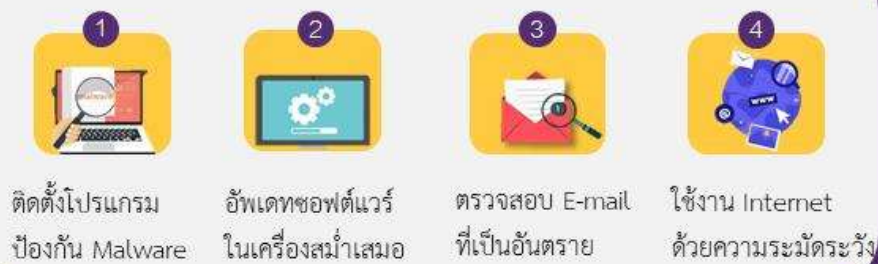 1
2
3
4
Malware
www
ติดตั้งโปรแกรม
ป้องกัน Malware
อัพเดทซอฟต์แวร์
ในเครื่องสม่ำเสมอ
ตรวจสอบ E-mail
ที่เป็นอันตราย
ใช้งาน Internet
ด้วยความระมัดระวัง